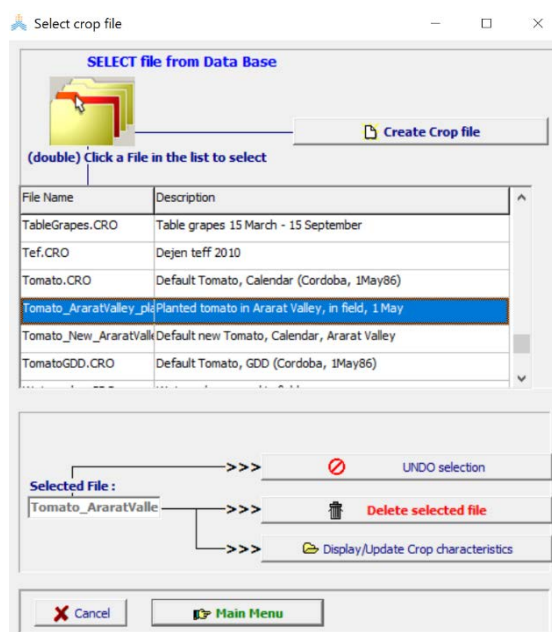 Select crop file
SELECT file from Data Base
Create Crop file
(double) Click a File in the list to select
File Name Description
TableGrapes.CRO Table grapes 15 March - 15 September
Tef.CRO Dejen teff 2010
Tomato.CRO Default Tomato, Calendar (Cordoba, 1May86)
Tomato_AraratValley_pla Planted tomato in Ararat Valley, in field, 1 May
Tomato_New_AraratValle Default new Tomato, Calendar, Ararat Valley
TomatoGDD.CRO Default Tomato, GDD (Cordoba, 1May86)
>>> UNDO selection
Selected File :
Tomato_AraratValle >>> Delete selected file
>>> Display/Update Crop characteristics
Cancel Main Menu